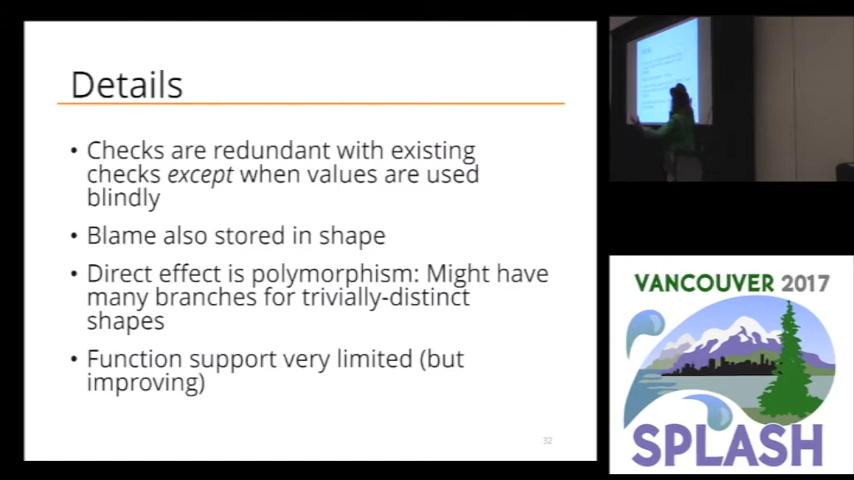 Details
• Checks are redundant with existing
checks except when values are used
blindly
• Blame also stored in shape
• Direct effect is polymorphism: Might have
many branches for trivially-distinct
shapes
• Function support very limited (but
improving)
32
VANCOUVER 2017
SPLASH